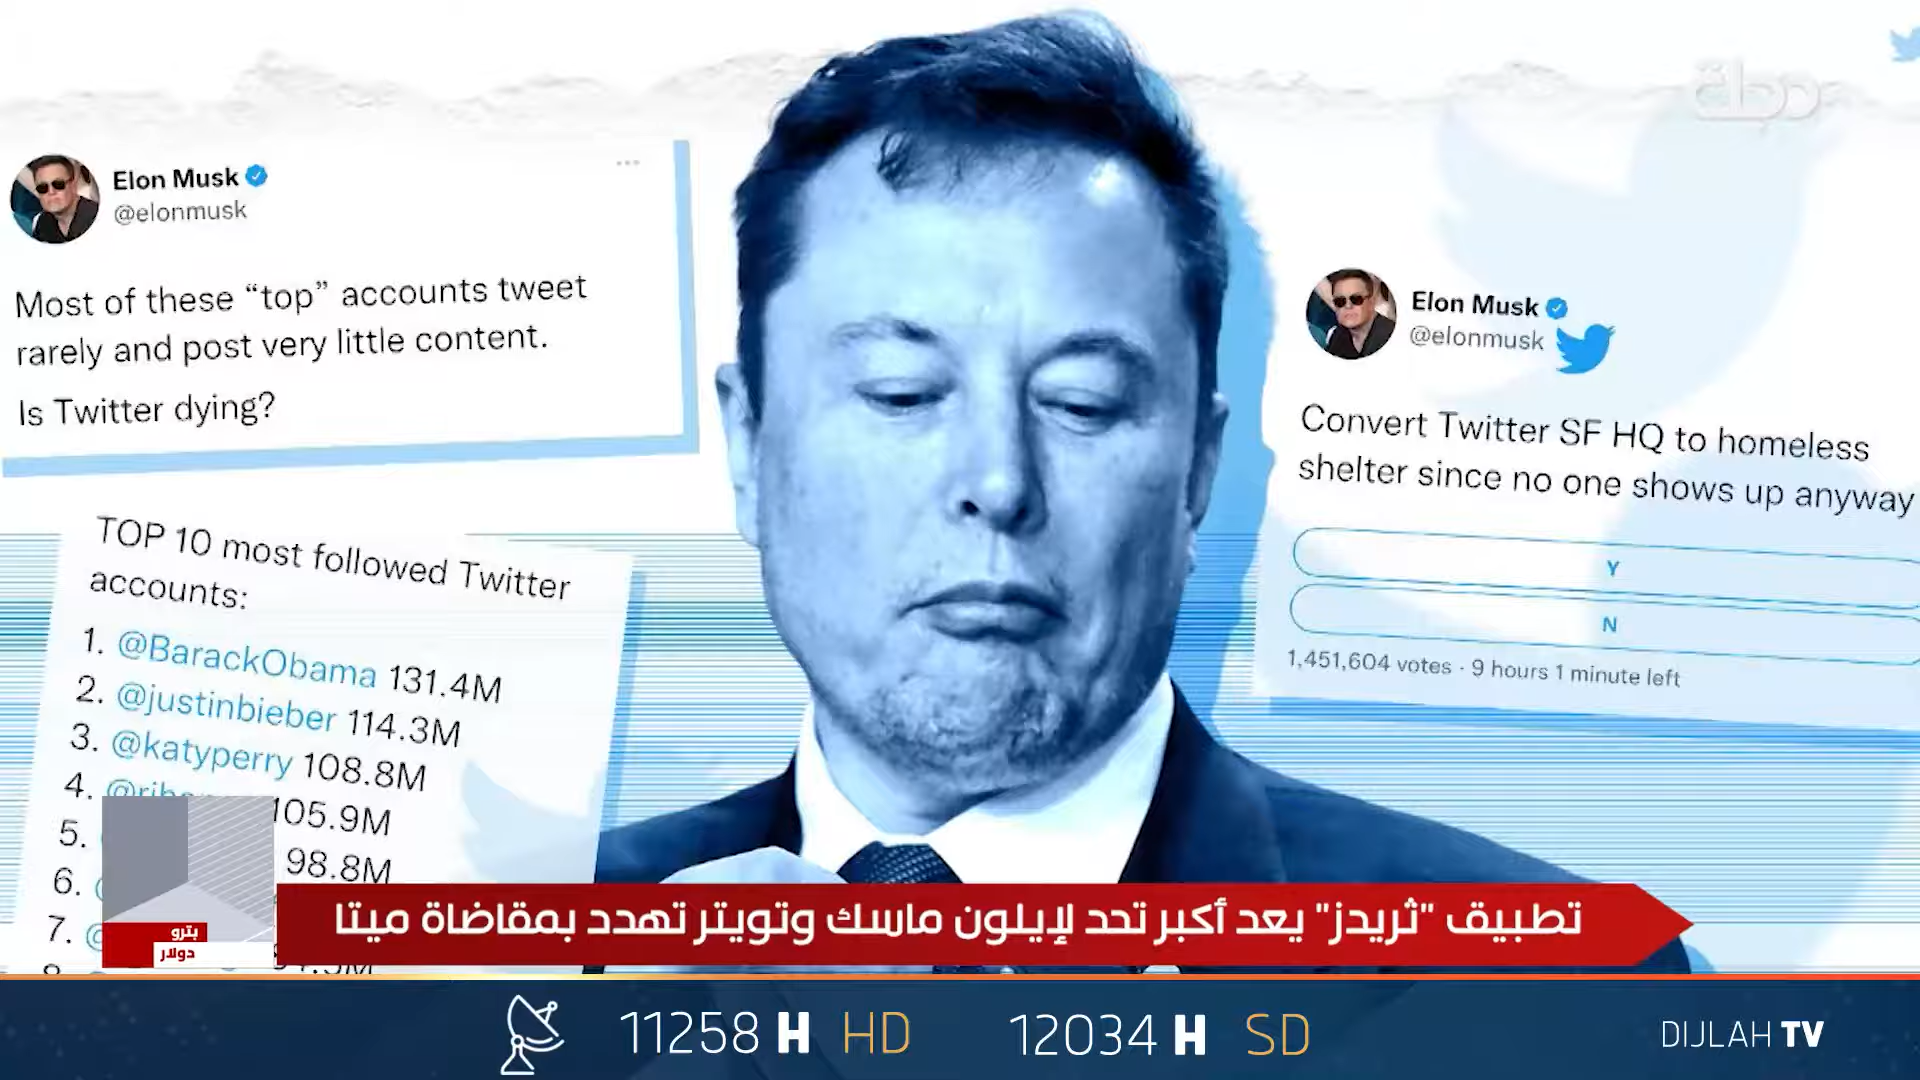 دجلة
Elon Musk
@elonmusk
Most of these “top” accounts tweet
rarely and post very little content.
Is Twitter dying?
TOP 10 most followed Twitter
accounts:
1. @BarackObama 131.4M
2. @justinbieber 114.3M
3. @katyperry 108.8M
4. 105.9M
5. 98.8M
6.
7.
Elon Musk
@elonmusk
Convert Twitter SF HQ to homeless
shelter since no one shows up anyway
Y
N
1,451,604 votes · 9 hours 1 minute left
بترو
دولار
تطبيق "ثريدز" يعد أكبر تحد لإيلون ماسك وتويتر تهدد بمقاضاة ميتا
11258 H HD 12034 H SD
DIJLAH TV